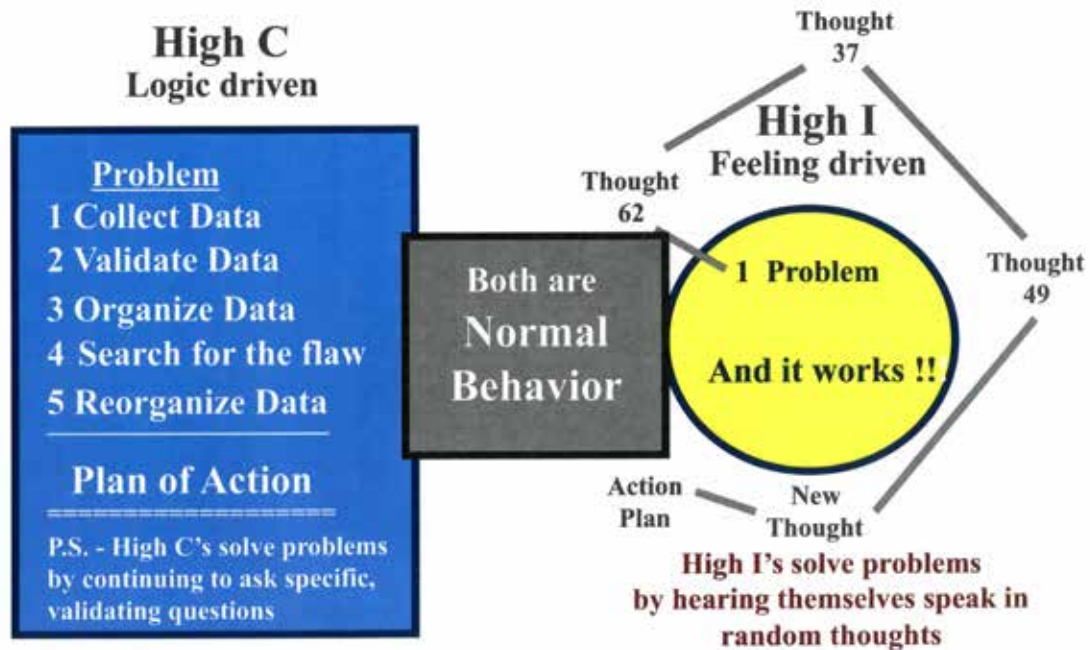 High C
Logic driven
Problem
1 Collect Data
2 Validate Data
3 Organize Data
4 Search for the flaw
5 Reorganize Data
Plan of Action
====================
P.S. - High C's solve problems
by continuing to ask specific,
validating questions
Both are
Normal
Behavior
High I
Feeling driven
1 Problem
And it works !!
Thought
62
Thought
37
Thought
49
New
Thought
Action
Plan
High I's solve problems
by hearing themselves speak in
random thoughts